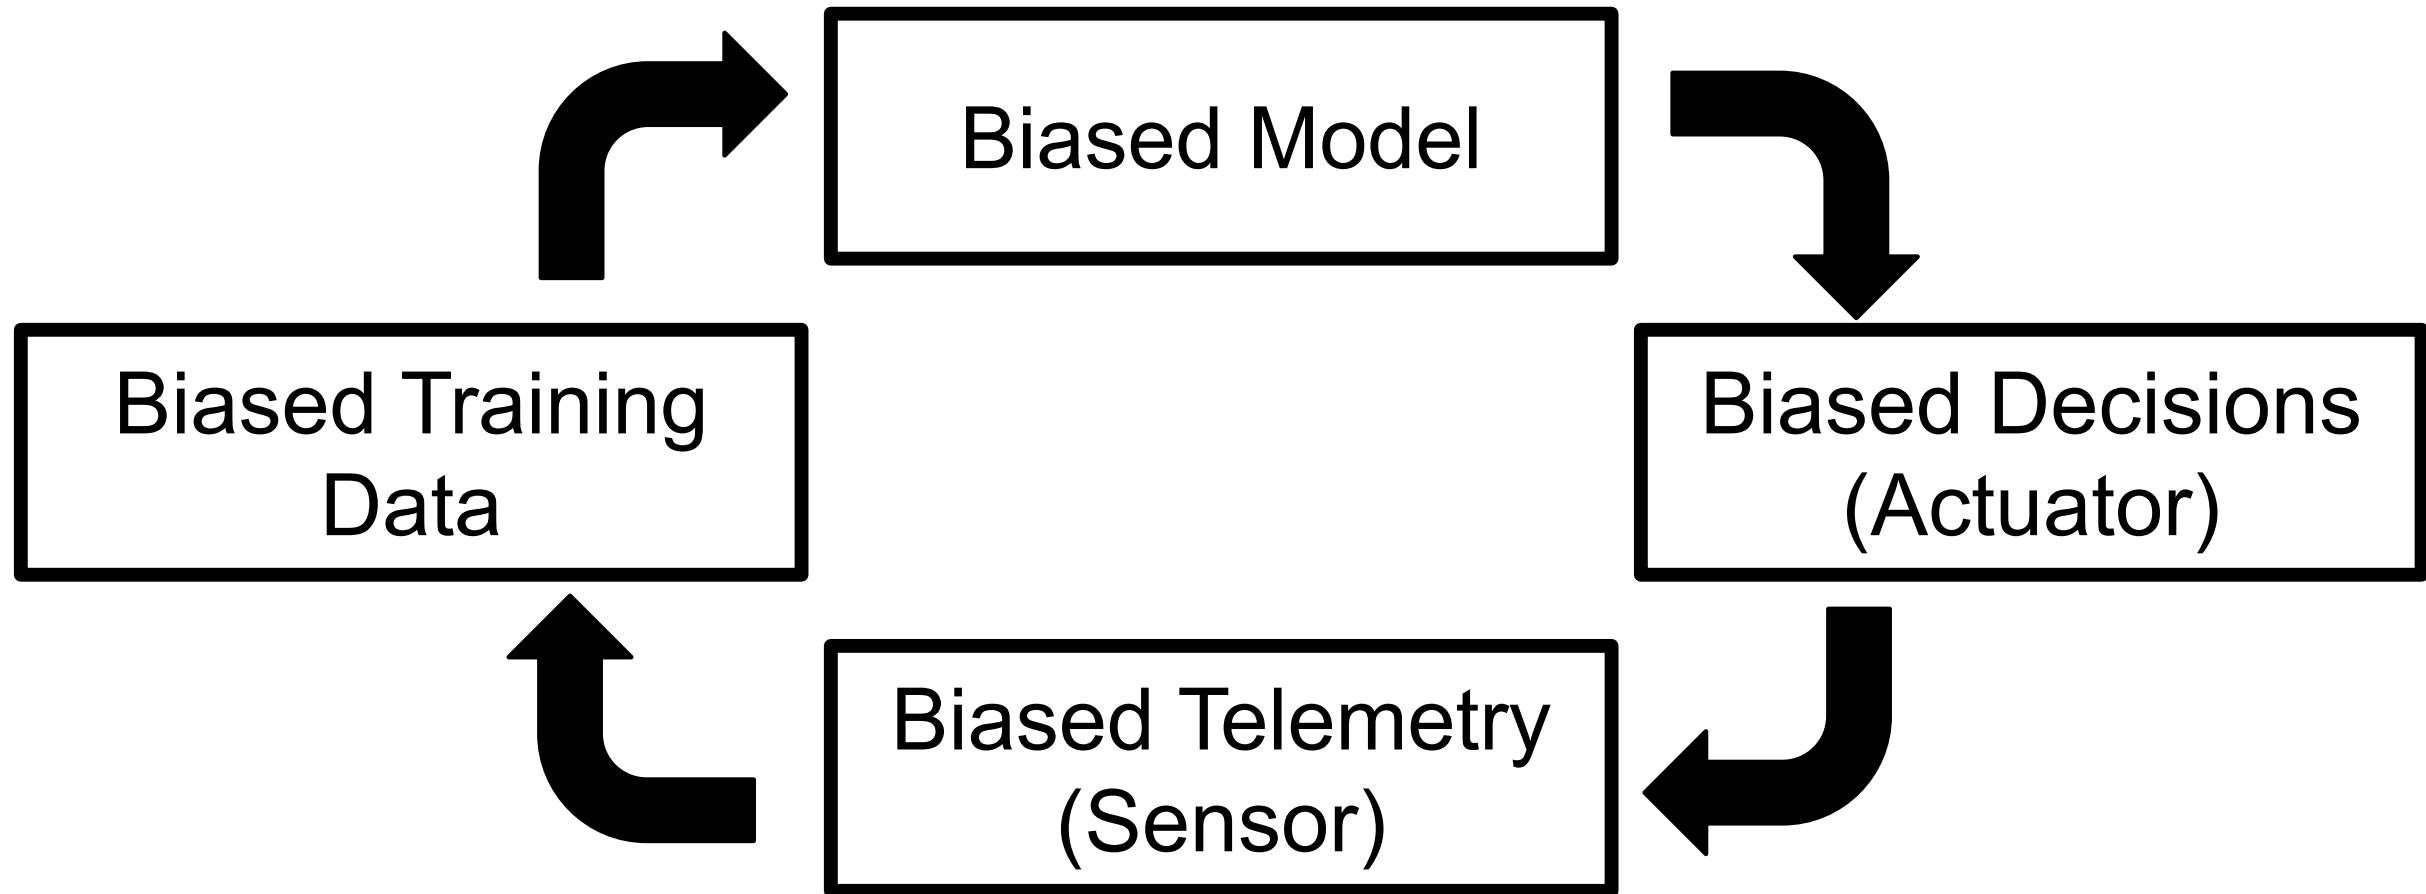 Biased Model
Biased Training
Data
Biased Decisions
(Actuator)
Biased Telemetry
(Sensor)